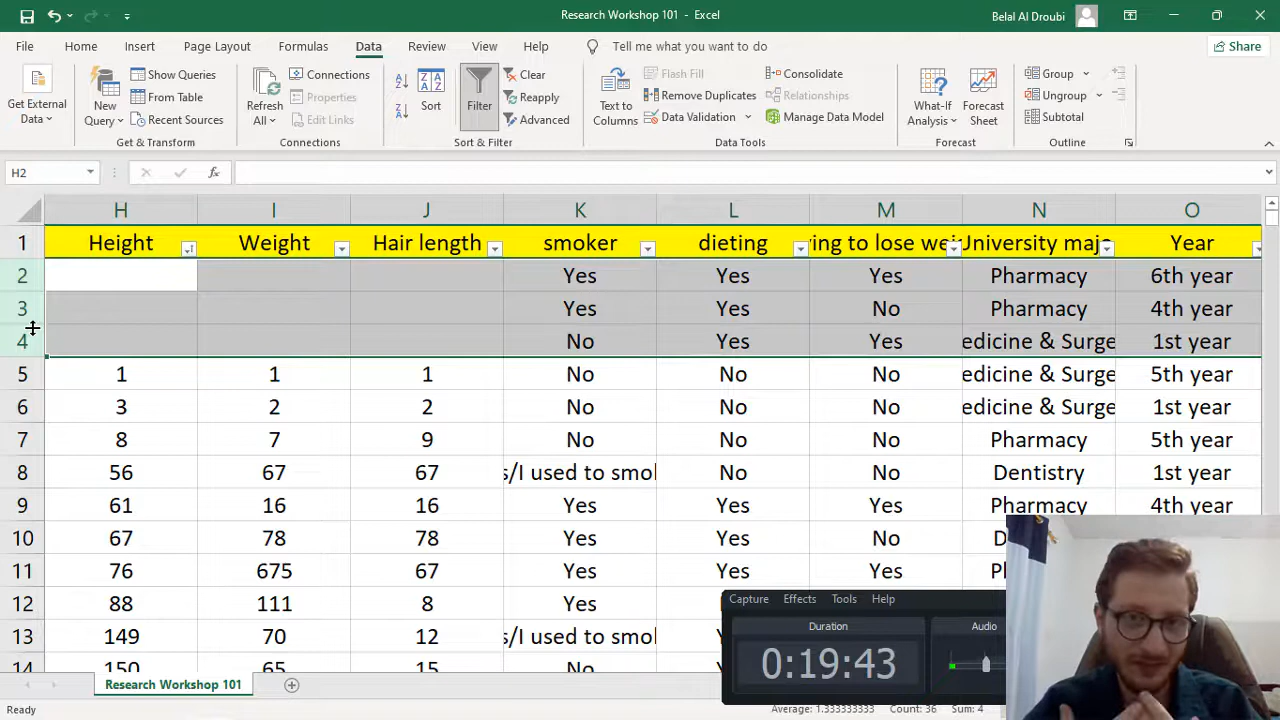 Research Workshop 101 - Excel
Belal Al Droubi
File Home Insert Page Layout Formulas Data Review View Help Tell me what you want to do Share
Get External Data
New Query
Show Queries
From Table
Recent Sources
Get & Transform
Refresh All
Connections
Properties
Edit Links
Connections
Sort
Filter
Clear
Reapply
Advanced
Sort & Filter
Text to Columns
Flash Fill
Remove Duplicates
Data Validation
Consolidate
Relationships
Manage Data Model
Data Tools
What-If Analysis
Forecast Sheet
Forecast
Group
Ungroup
Subtotal
Outline
H2 fx
H I J K L M N O
1 Height Weight Hair length smoker dieting ing to lose wei University maj Year
2 Yes Yes Yes Pharmacy 6th year
3 Yes Yes No Pharmacy 4th year
4 No Yes Yes edicine & Surge 1st year
5 1 1 1 No No No edicine & Surge 5th year
6 3 2 2 No No No edicine & Surge 1st year
7 8 7 9 No No No Pharmacy 5th year
8 56 67 67 s/I used to smol No No Dentistry 1st year
9 61 16 16 Yes Yes Yes Pharmacy 4th year
10 67 78 78 Yes Yes No D
11 76 675 67 Yes Yes Yes
12 88 111 8 Yes
13 149 70 12 s/I used to smol
14 150 65 15 No
Capture Effects Tools Help
Duration
Audio
0:19:43
Research Workshop 101
Ready
Average: 1.333333333 Count: 36 Sum: 4